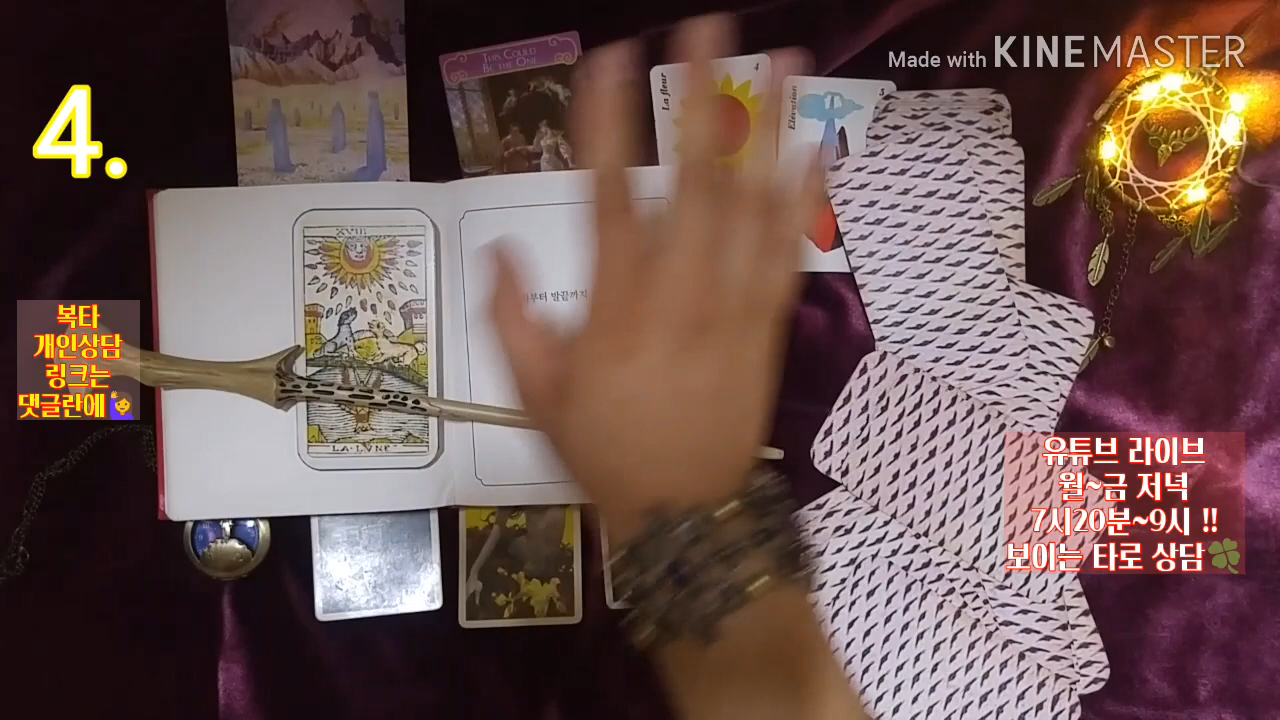 Made with KINEMASTER
4.
THIS COULD
BE THE ONE
La fleur
4
Elévation
5
XVIII
부터 발끝까지
LA·LVNE
복타
개인상담
링크는
댓글란에🙋‍♀️
유튜브 라이브
월~금 저녁
7시20분~9시 !!
보이는 타로 상담🍀